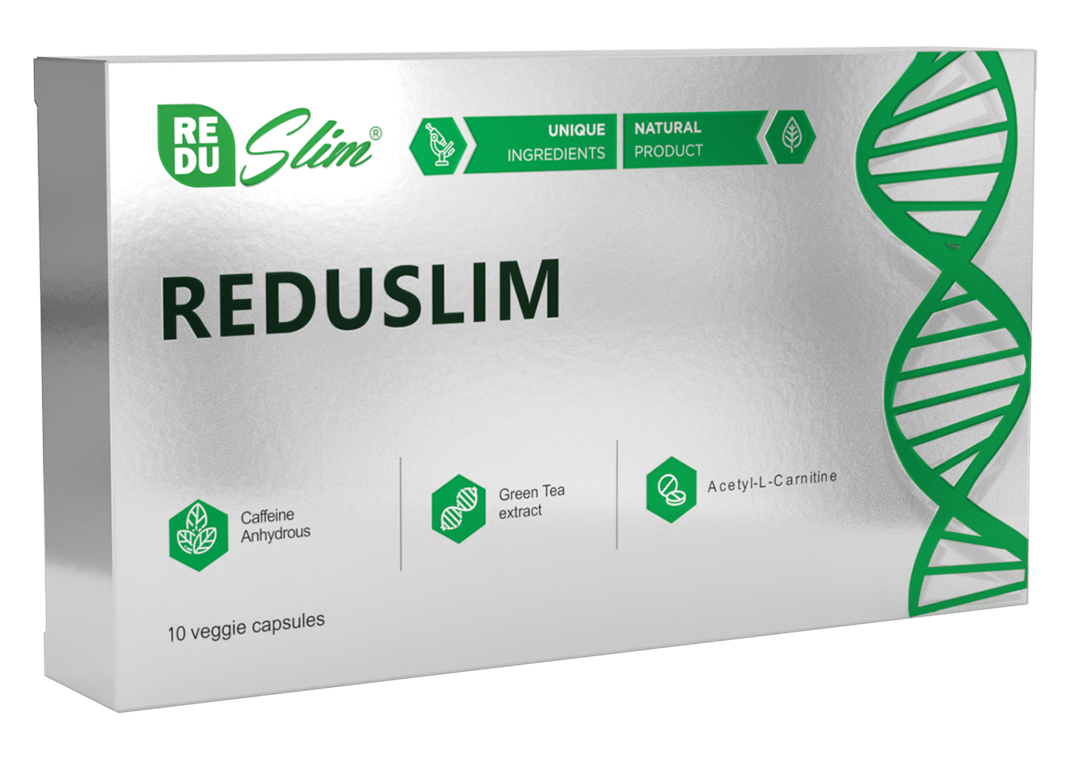 RE
DU
Slim®
UNIQUE
INGREDIENTS
NATURAL
PRODUCT
REDUSLIM
Caffeine
Anhydrous
Green Tea
extract
Acetyl-L-Carnitine
10 veggie capsules